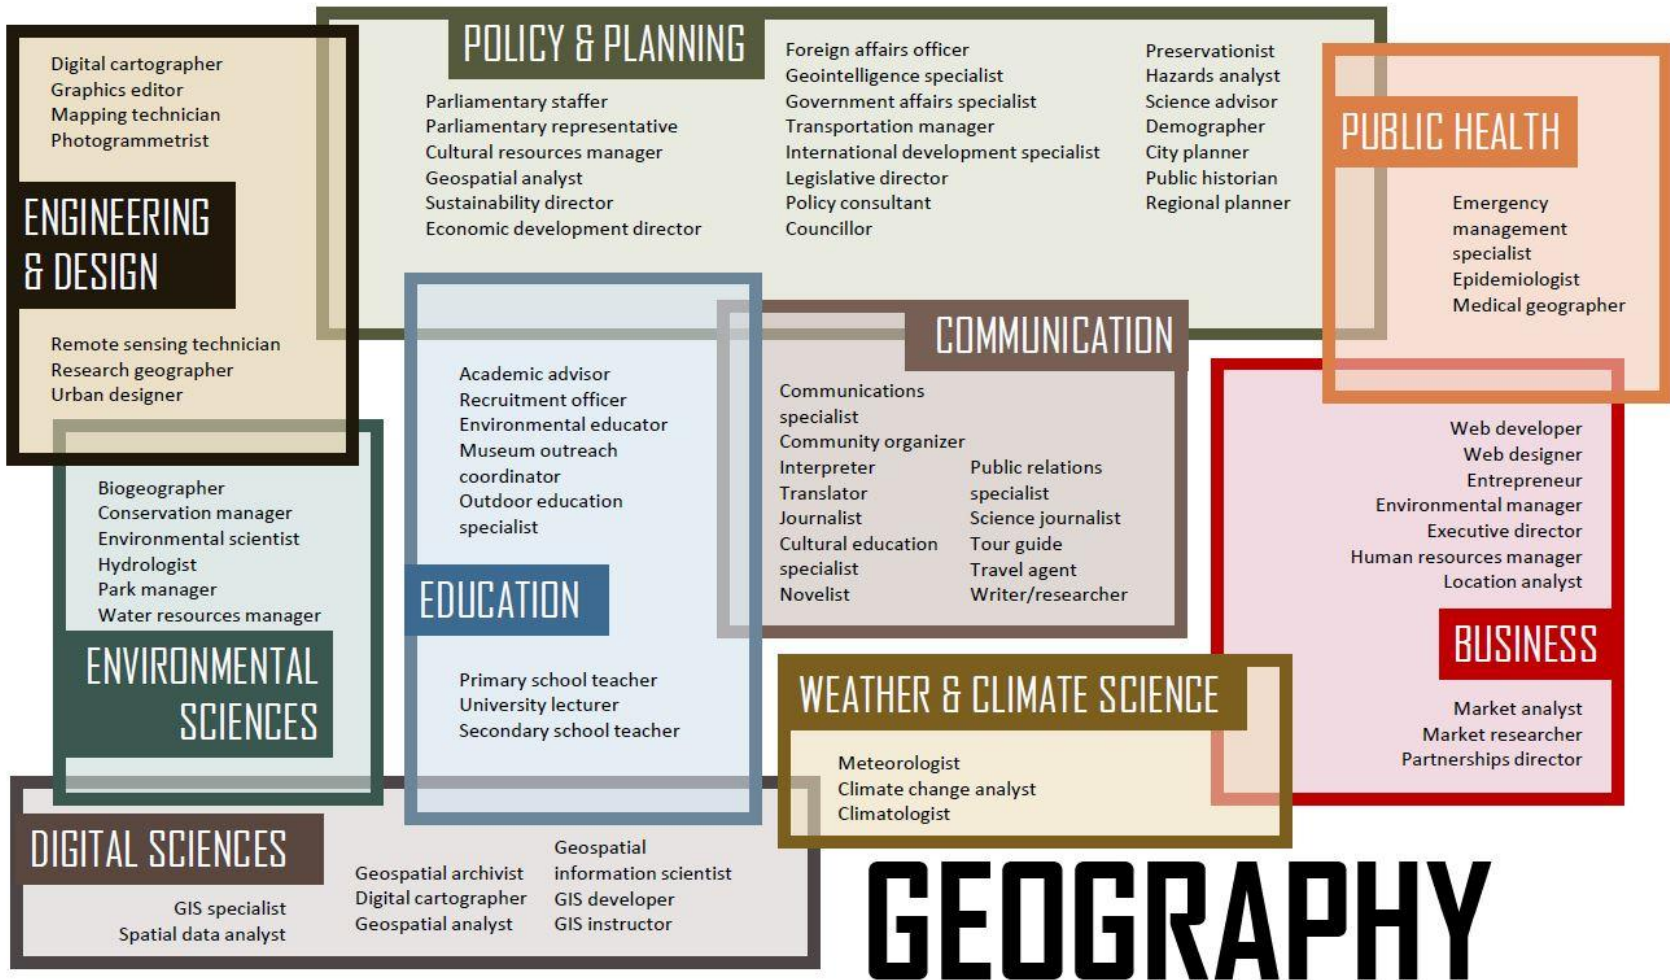 Digital cartographer
Graphics editor
Mapping technician
Photogrammetrist
ENGINEERING
& DESIGN
Remote sensing technician
Research geographer
Urban designer
POLICY & PLANNING
Parliamentary staffer
Parliamentary representative
Cultural resources manager
Geospatial analyst
Sustainability director
Economic development director
Foreign affairs officer
Geointelligence specialist
Government affairs specialist
Transportation manager
International development specialist
Legislative director
Policy consultant
Councillor
Preservationist
Hazards analyst
Science advisor
Demographer
City planner
Public historian
Regional planner
PUBLIC HEALTH
Emergency
management
specialist
Epidemiologist
Medical geographer
Biogeographer
Conservation manager
Environmental scientist
Hydrologist
Park manager
Water resources manager
ENVIRONMENTAL
SCIENCES
Academic advisor
Recruitment officer
Environmental educator
Museum outreach
coordinator
Outdoor education
specialist
EDUCATION
Primary school teacher
University lecturer
Secondary school teacher
COMMUNICATION
Communications
specialist
Community organizer
Interpreter
Translator
Journalist
Cultural education
specialist
Novelist
Public relations
specialist
Science journalist
Tour guide
Travel agent
Writer/researcher
Web developer
Web designer
Entrepreneur
Environmental manager
Executive director
Human resources manager
Location analyst
BUSINESS
Market analyst
Market researcher
Partnerships director
WEATHER & CLIMATE SCIENCE
Meteorologist
Climate change analyst
Climatologist
DIGITAL SCIENCES
GIS specialist
Spatial data analyst
Geospatial archivist
Digital cartographer
Geospatial analyst
Geospatial
information scientist
GIS developer
GIS instructor
GEOGRAPHY